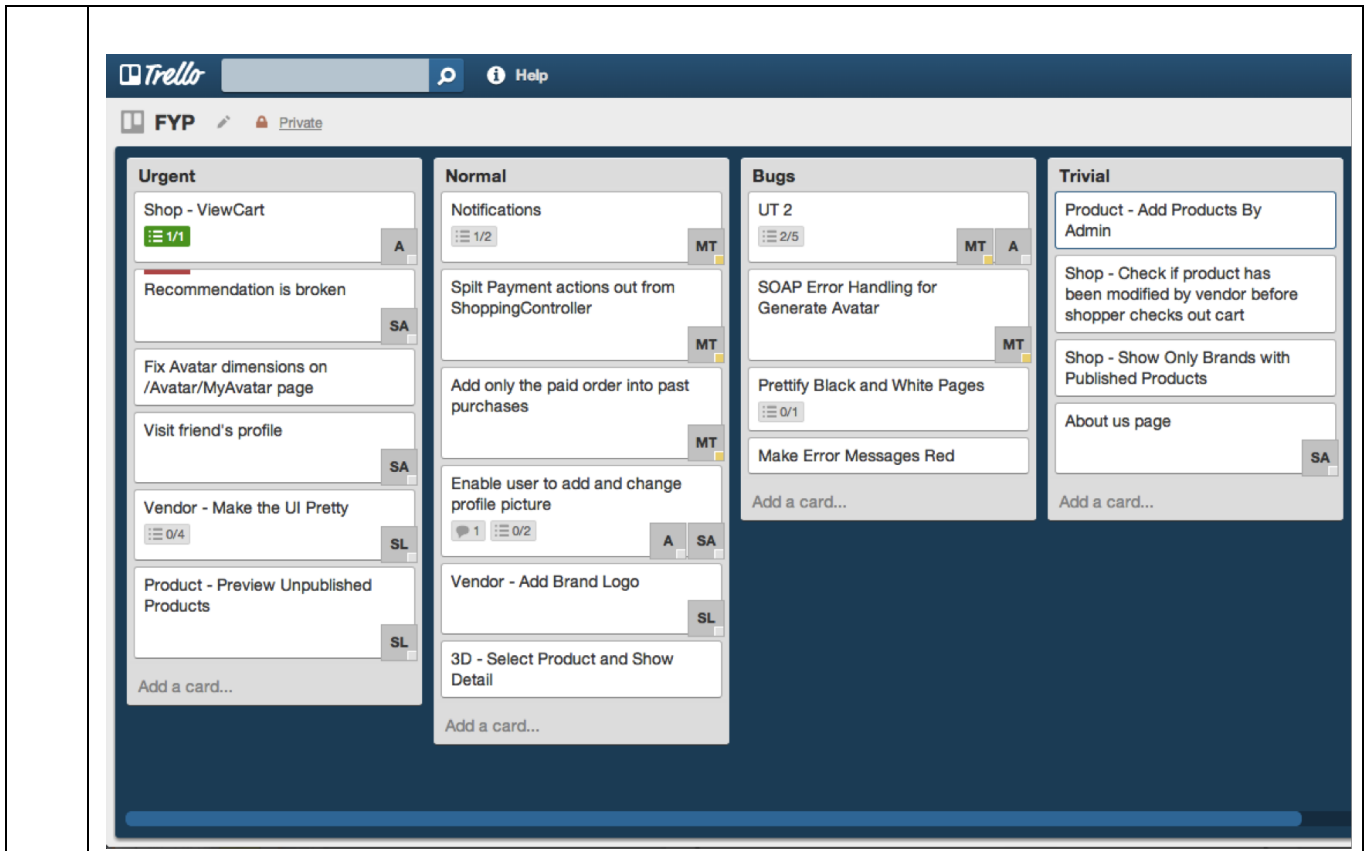 Trello
Help
FYP
Private
Urgent
Shop - ViewCart
1/1
A
Recommendation is broken
SA
Fix Avatar dimensions on
/Avatar/MyAvatar page
Visit friend's profile
SA
Vendor - Make the UI Pretty
0/4
SL
Product - Preview Unpublished
Products
SL
Add a card...
Normal
Notifications
1/2
MT
Spilt Payment actions out from
ShoppingController
MT
Add only the paid order into past
purchases
MT
Enable user to add and change
profile picture
1 0/2
A SA
Vendor - Add Brand Logo
SL
3D - Select Product and Show
Detail
Add a card...
Bugs
UT 2
2/5
MT A
SOAP Error Handling for
Generate Avatar
MT
Prettify Black and White Pages
0/1
Make Error Messages Red
Add a card...
Trivial
Product - Add Products By
Admin
Shop - Check if product has
been modified by vendor before
shopper checks out cart
Shop - Show Only Brands with
Published Products
About us page
SA
Add a card...